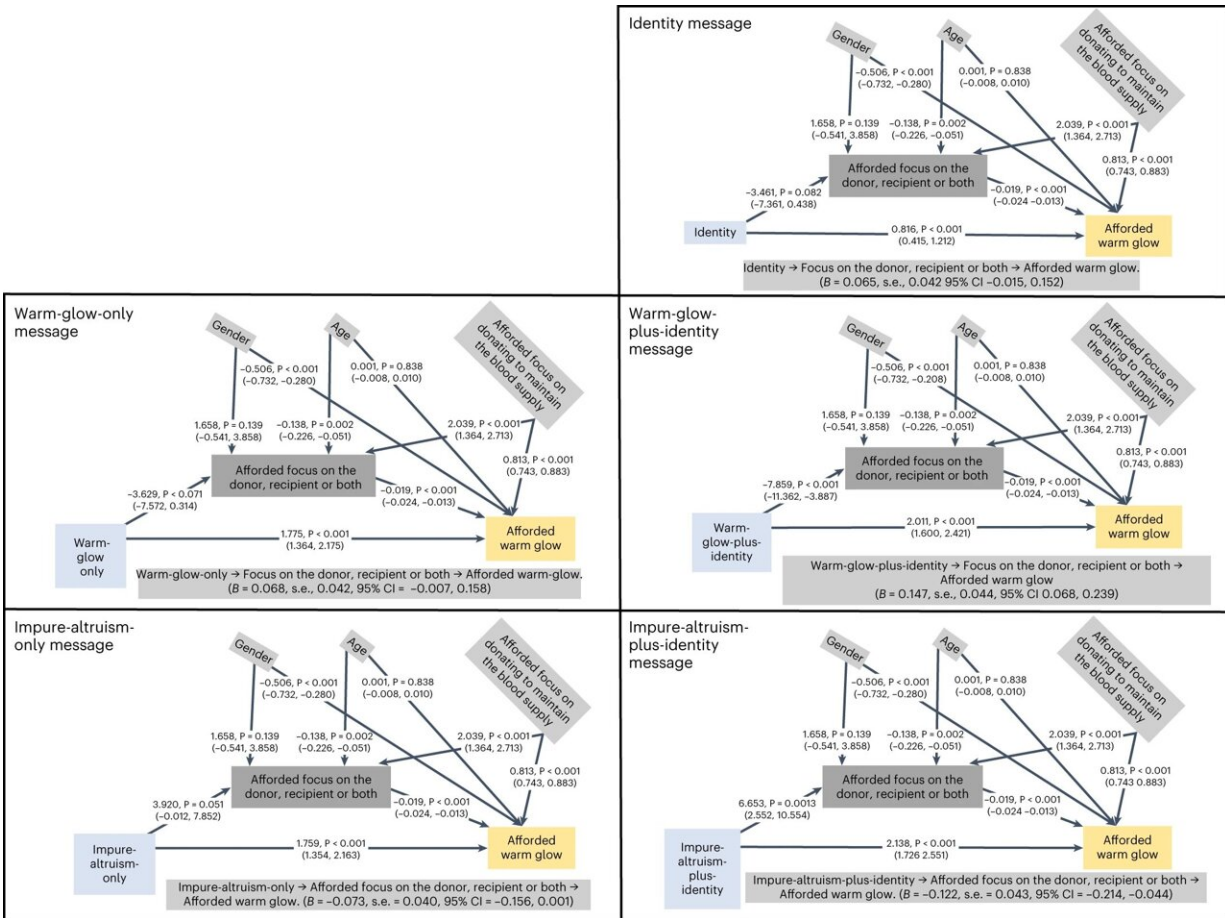 Identity message
Gender
Age
Afforded focus on
donating to maintain
the blood supply
−0.506, P < 0.001
(−0.732, −0.280)
0.001, P = 0.838
(−0.008, 0.010)
1.658, P = 0.139
(−0.541, 3.858)
−0.138, P = 0.002
(−0.226, −0.051)
2.039, P < 0.001
(1.364, 2.713)
Afforded focus on the
donor, recipient or both
0.813, P < 0.001
(0.743, 0.883)
−3.461, P = 0.082
(−7.361, 0.438)
−0.019, P < 0.001
(−0.024 −0.013)
Identity
0.816, P < 0.001
(0.415, 1.212)
Afforded
warm glow
Identity → Focus on the donor, recipient or both → Afforded warm glow.
(B = 0.065, s.e., 0.042 95% CI −0.015, 0.152)
Warm-glow-only
message
Gender
Age
Afforded focus on
donating to maintain
the blood supply
−0.506, P < 0.001
(−0.732, −0.280)
0.001, P = 0.838
(−0.008, 0.010)
1.658, P = 0.139
(−0.541, 3.858)
−0.138, P = 0.002
(−0.226, −0.051)
2.039, P < 0.001
(1.364, 2.713)
Afforded focus on the
donor, recipient or both
0.813, P < 0.001
(0.743, 0.883)
−3.629, P < 0.071
(−7.572, 0.314)
−0.019, P < 0.001
(−0.024, −0.013)
Warm-
glow
only
1.775, P < 0.001
(1.364, 2.175)
Afforded
warm glow
Warm-glow-only → Focus on the donor, recipient or both → Afforded warm-glow.
(B = 0.068, s.e., 0.042, 95% CI = −0.007, 0.158)
Warm-glow-
plus-identity
message
Gender
Age
Afforded focus on
donating to maintain
the blood supply
−0.506, P < 0.001
(−0.732, −0.208)
0.001, P = 0.838
(−0.008, 0.010)
1.658, P = 0.139
(−0.541, 3.858)
−0.138, P = 0.002
(−0.226, −0.051)
2.039, P < 0.001
(1.364, 2.713)
Afforded focus on the
donor, recipient or both
0.813, P < 0.001
(0.743, 0.883)
−7.859, P < 0.001
(−11.362, −3.887)
−0.019, P < 0.001
(−0.024, −0.013)
Warm-
glow-plus-
identity
2.011, P < 0.001
(1.600, 2.421)
Afforded
warm glow
Warm-glow-plus-identity → Focus on the donor, recipient or both →
Afforded warm glow
(B = 0.147, s.e., 0.044, 95% CI 0.068, 0.239)
Impure-altruism-
only message
Gender
Age
Afforded focus on
donating to maintain
the blood supply
−0.506, P < 0.001
(−0.732, −0.280)
0.001, P = 0.838
(−0.008, 0.010)
1.658, P = 0.139
(−0.541, 3.858)
−0.138, P = 0.002
(−0.226, −0.051)
2.039, P < 0.001
(1.364, 2.713)
Afforded focus on the
donor, recipient or both
0.813, P < 0.001
(0.743, 0.883)
3.920, P = 0.051
(−0.012, 7.852)
−0.019, P < 0.001
(−0.024, −0.013)
Impure-
altruism-
only
1.759, P < 0.001
(1.354, 2.163)
Afforded
warm glow
Impure-altruism-only → Afforded focus on the donor, recipient or both →
Afforded warm glow. (B = −0.073, s.e. = 0.040, 95% CI = −0.156, 0.001)
Impure-altruism-
plus-identity
message
Gender
Age
Afforded focus on
donating to maintain
the blood supply
−0.506, P < 0.001
(−0.732, −0.280)
0.001, P = 0.838
(−0.008, 0.010)
1.658, P = 0.139
(−0.541, 3.858)
−0.138, P = 0.002
(−0.226, −0.051)
2.039, P < 0.001
(1.364, 2.713)
Afforded focus on the
donor, recipient or both
0.813, P < 0.001
(0.743 0.883)
6.653, P = 0.0013
(2.552, 10.554)
−0.019, P < 0.001
(−0.024 −0.013)
Impure-
altruism-
plus-
identity
2.138, P < 0.001
(1.726 2.551)
Afforded
warm glow
Impure-altruism-plus-identity → Afforded focus on the donor, recipient or both →
Afforded warm glow. (B = −0.122, s.e. = 0.043, 95% CI = −0.214, −0.044)